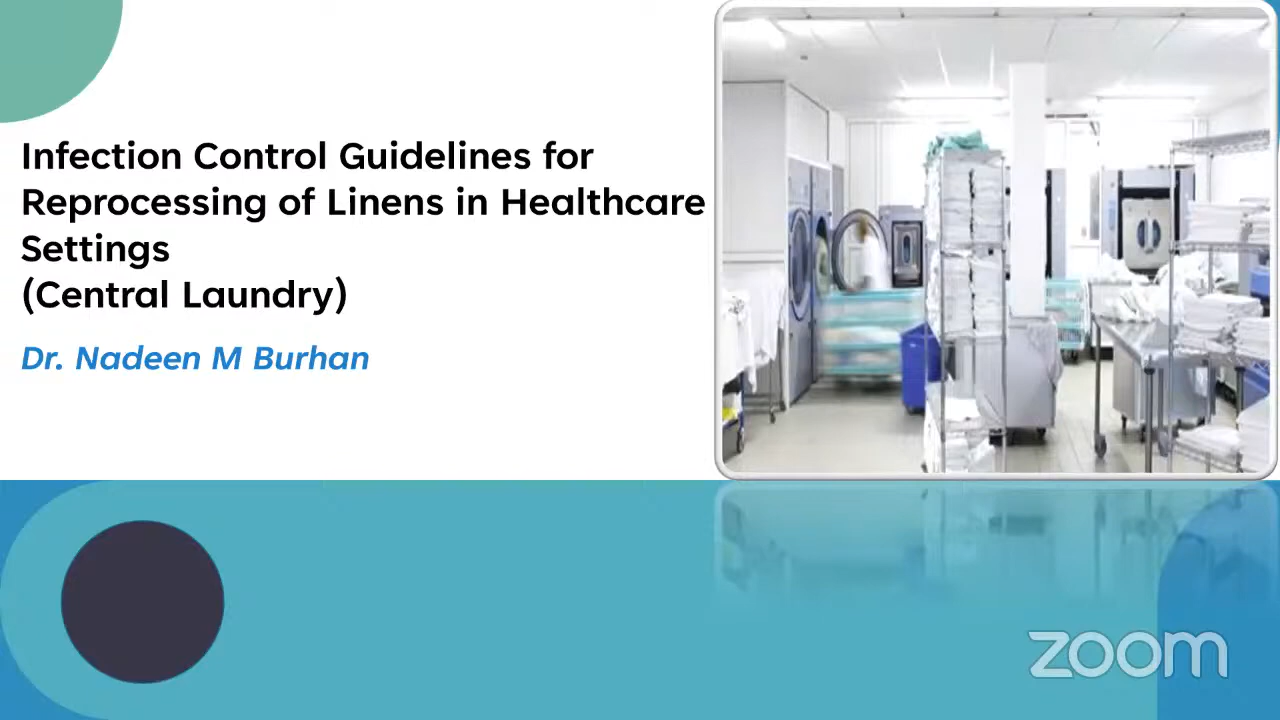 Infection Control Guidelines for
Reprocessing of Linens in Healthcare
Settings
(Central Laundry)
Dr. Nadeen M Burhan
zoom